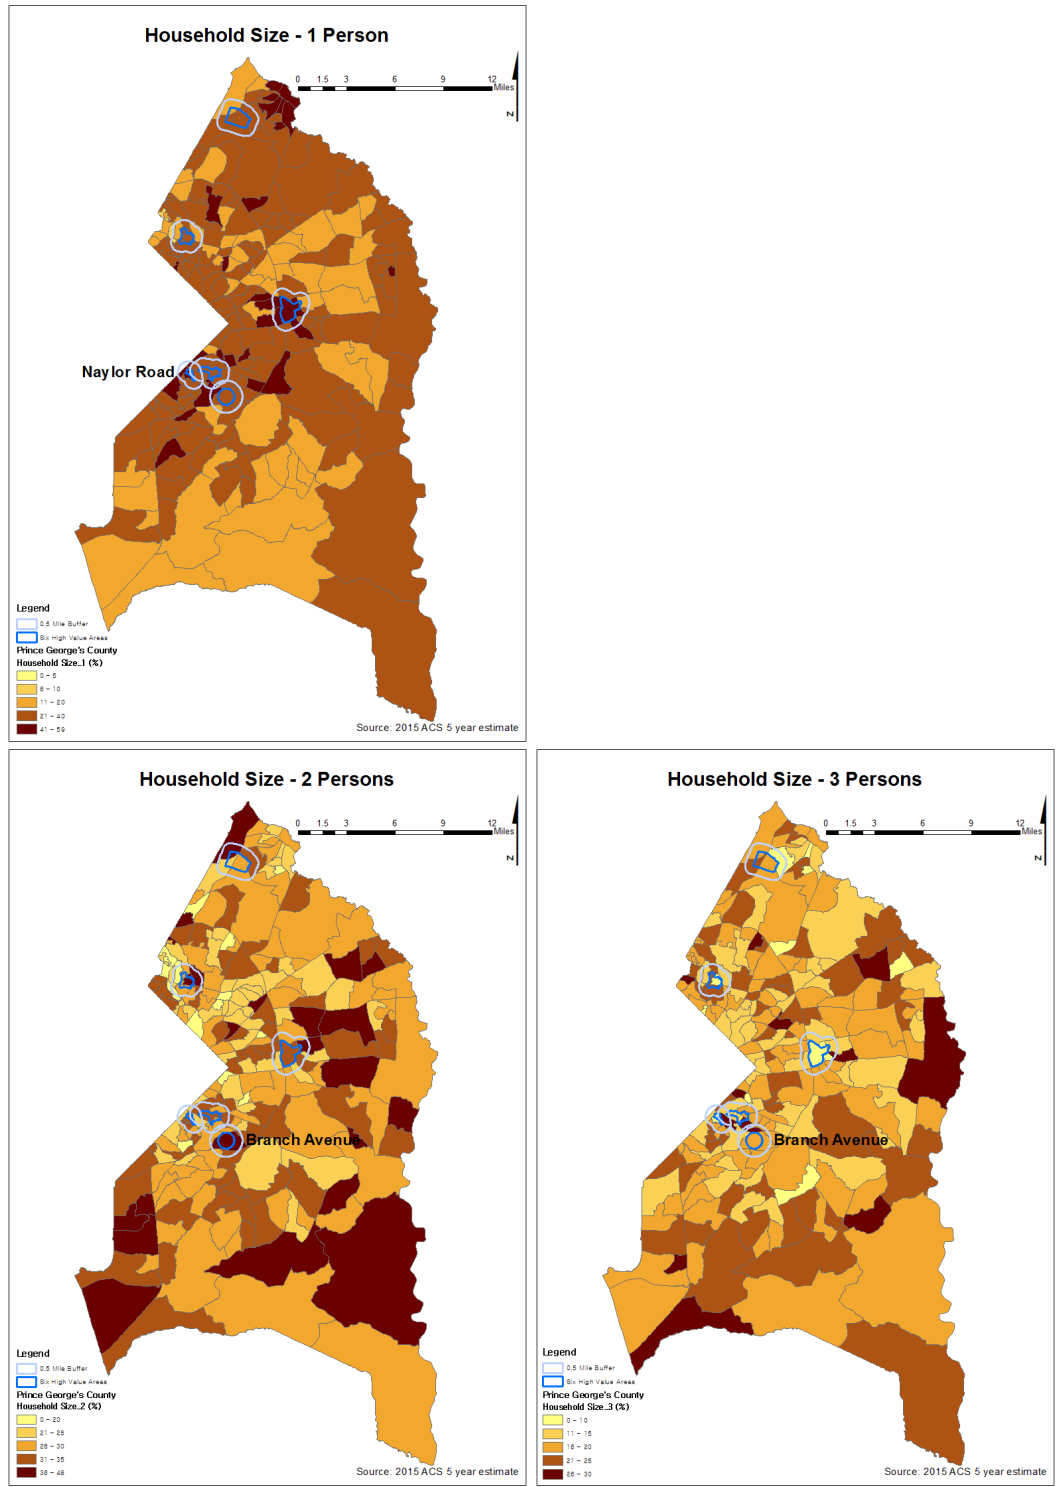 Household Size - 1 Person
0 1.5 3 6 9 12
Miles
N
Naylor Road
Legend
0.5 Mile Buffer
Six High Value Areas
Prince George's County
Household Size_1 (%)
0 - 5
6 - 10
11 - 20
21 - 40
41 - 59
Source: 2015 ACS 5 year estimate
Household Size - 2 Persons
0 1.5 3 6 9 12
Miles
N
Branch Avenue
Legend
0.5 Mile Buffer
Six High Value Areas
Prince George's County
Household Size_2 (%)
0 - 20
21 - 25
26 - 30
31 - 35
36 - 48
Source: 2015 ACS 5 year estimate
Household Size - 3 Persons
0 1.5 3 6 9 12
Miles
N
Branch Avenue
Legend
0.5 Mile Buffer
Six High Value Areas
Prince George's County
Household Size_3 (%)
0 - 10
11 - 15
16 - 20
21 - 25
26 - 30
Source: 2015 ACS 5 year estimate